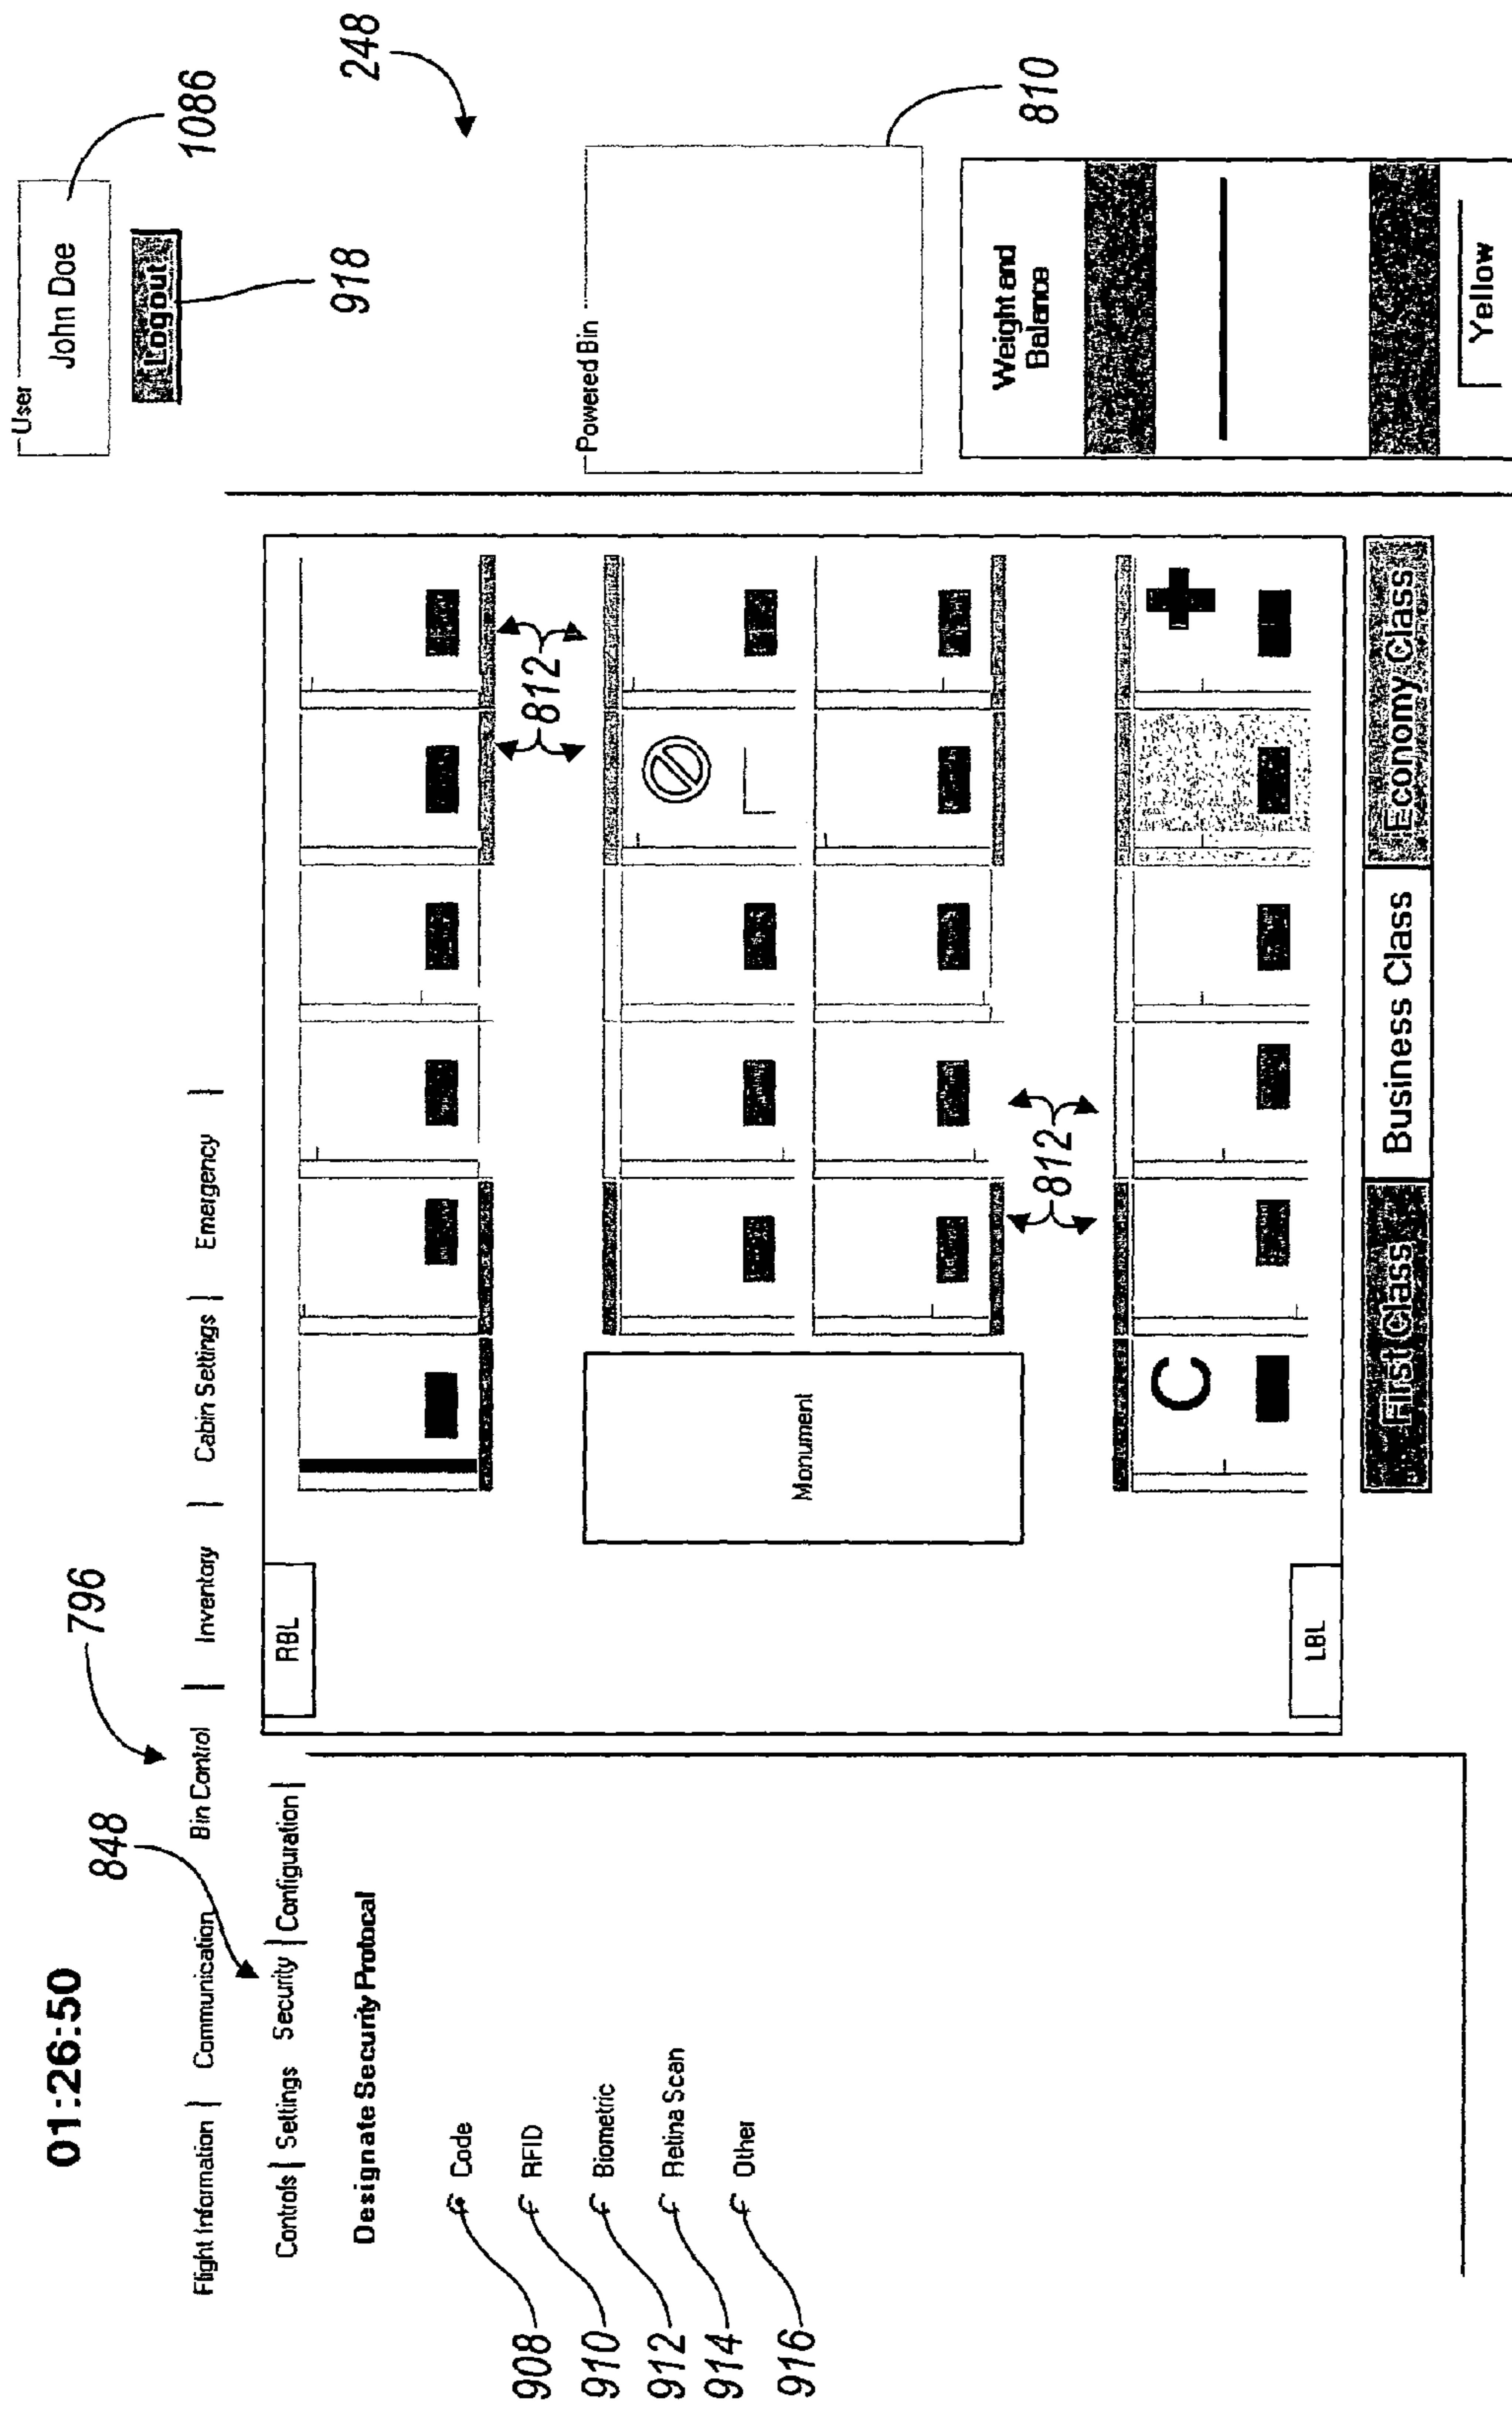 01:26:50
User
John Doe
1086
Logout
918
248
796
848
Flight Information | Communication Bin Control | Inventory | Cabin Settings | Emergency |
Controls | Settings Security | Configuration |
Designate Security Protocal
Code
RFID
Biometric
Retina Scan
Other
908
910
912
914
916
RBL
LBL
Monument
C
812
812
Powered Bin
810
Weight and
Balance
Yellow
First Class Business Class Economy Class